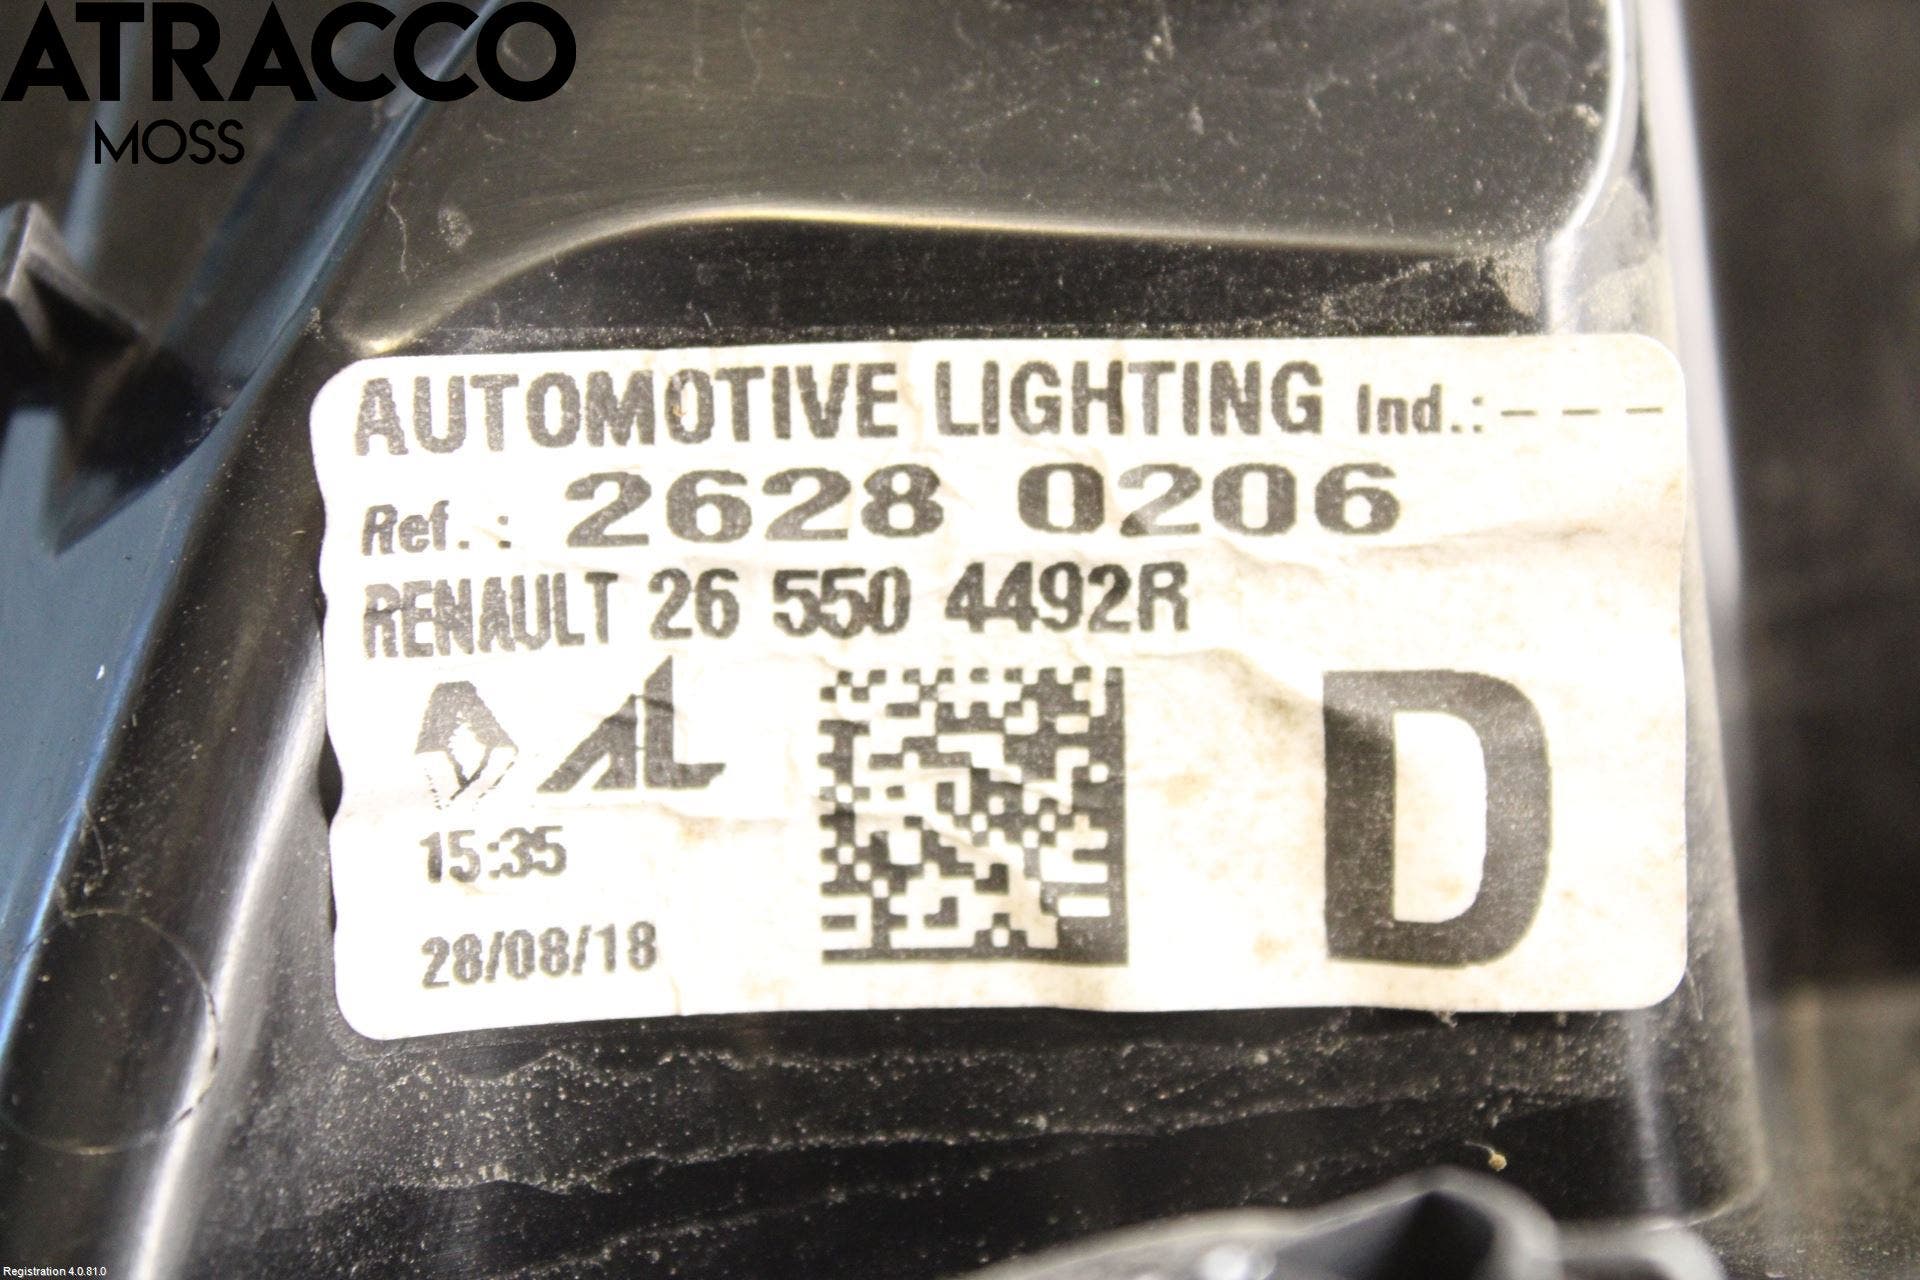 ATRACCO
MOSS
AUTOMOTIVE LIGHTING Ind.:---
Ref. : 2628 0206
RENAULT 26 550 4492R
AL
15:35
D
28/08/18
Registration 4.0.81.0